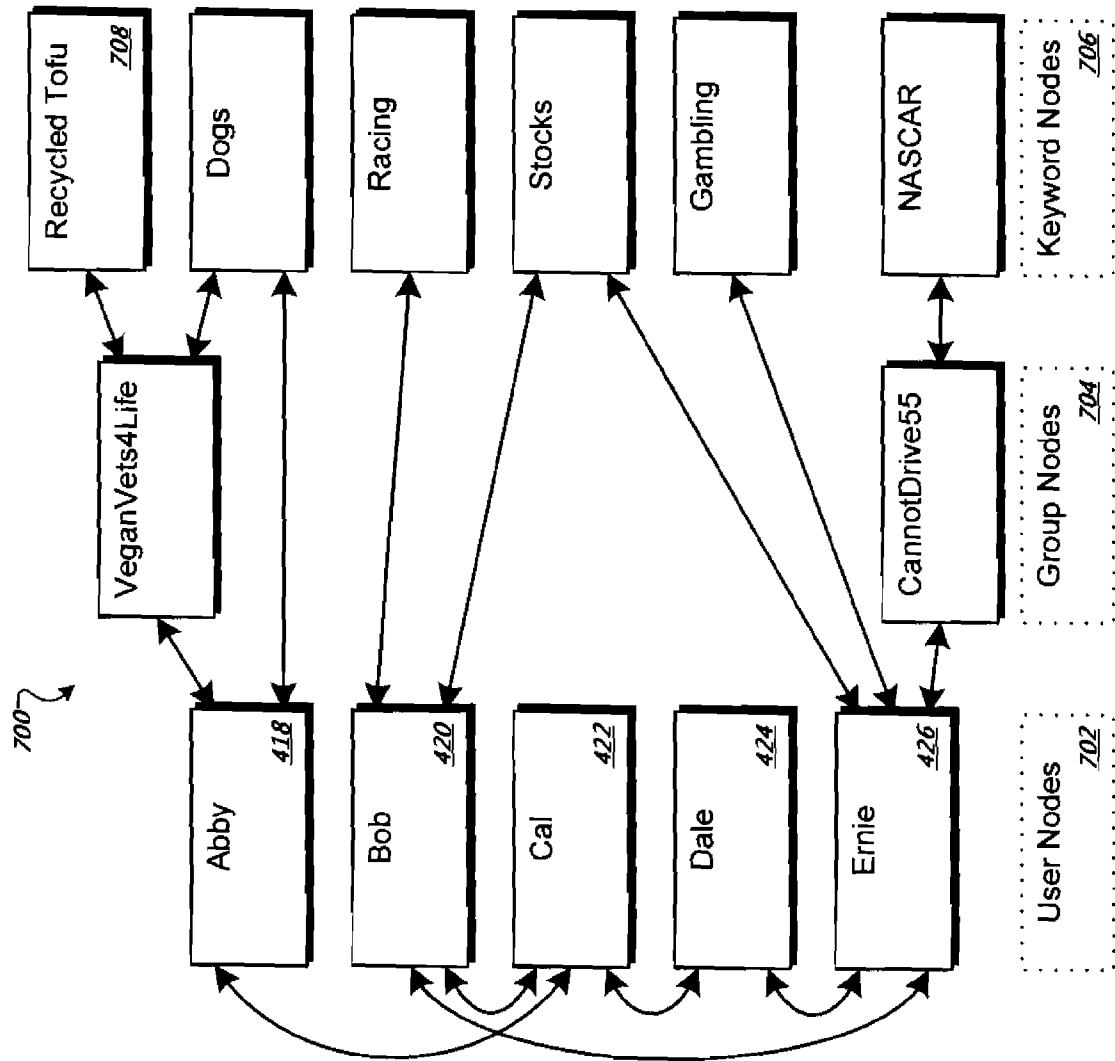 700
Abby
418
Bob
420
Cal
422
Dale
424
Ernie
426
User Nodes
702
VeganVets4Life
CannotDrive55
Group Nodes
704
Recycled Tofu
708
Dogs
Racing
Stocks
Gambling
NASCAR
Keyword Nodes
706